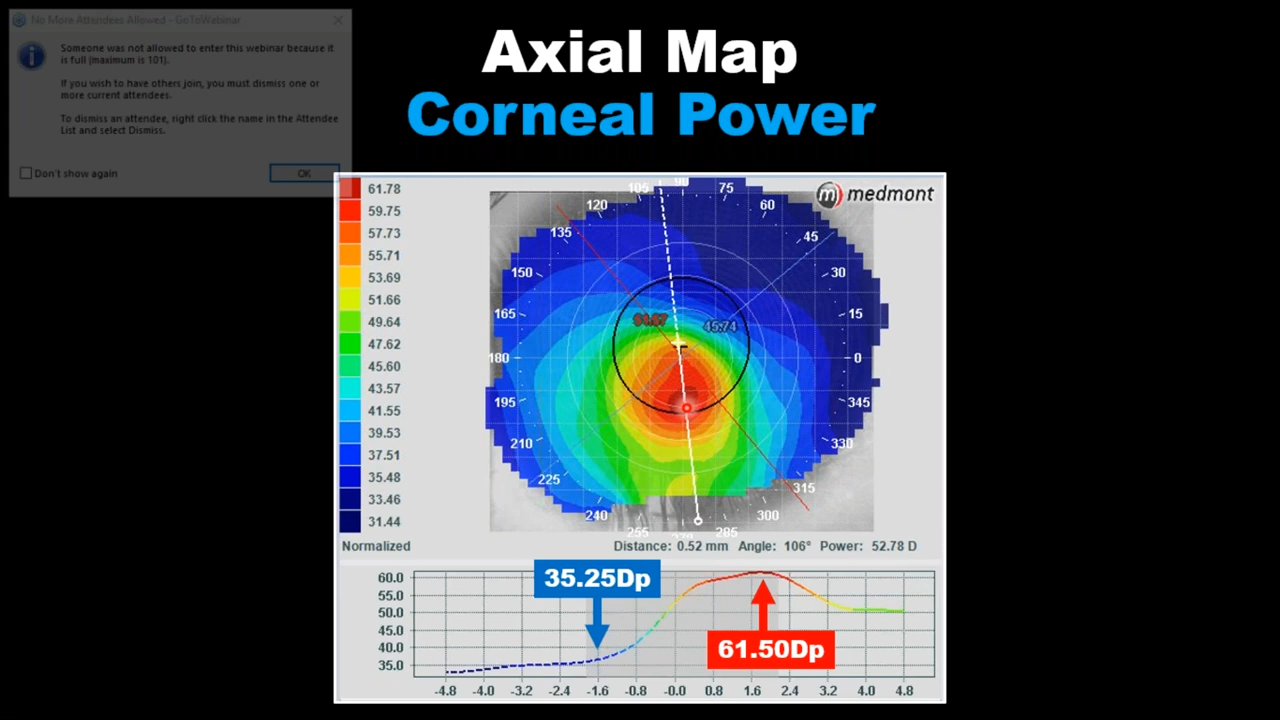 No More Attendees Allowed - GoToWebinar
Someone was not allowed to enter this webinar because it
is full (maximum is 101).
If you wish to have others join, you must dismiss one or
more current attendees.
To dismiss an attendee, right click the name in the Attendee
List and select Dismiss.
Don't show again
OK
Axial Map
Corneal Power
medmont
61.78
59.75
57.73
55.71
53.69
51.66
49.64
47.62
45.60
43.57
41.55
39.53
37.51
35.48
33.46
31.44
Normalized
105 90 75
120 60
135 45
150 30
165 15
45.74
180 0
195 345
210 330
225 315
240 300
255 285
Distance: 0.52 mm Angle: 106° Power: 52.78 D
35.25Dp
61.50Dp
60.0
55.0
50.0
45.0
40.0
35.0
-4.8 -4.0 -3.2 -2.4 -1.6 -0.8 -0.0 0.8 1.6 2.4 3.2 4.0 4.8